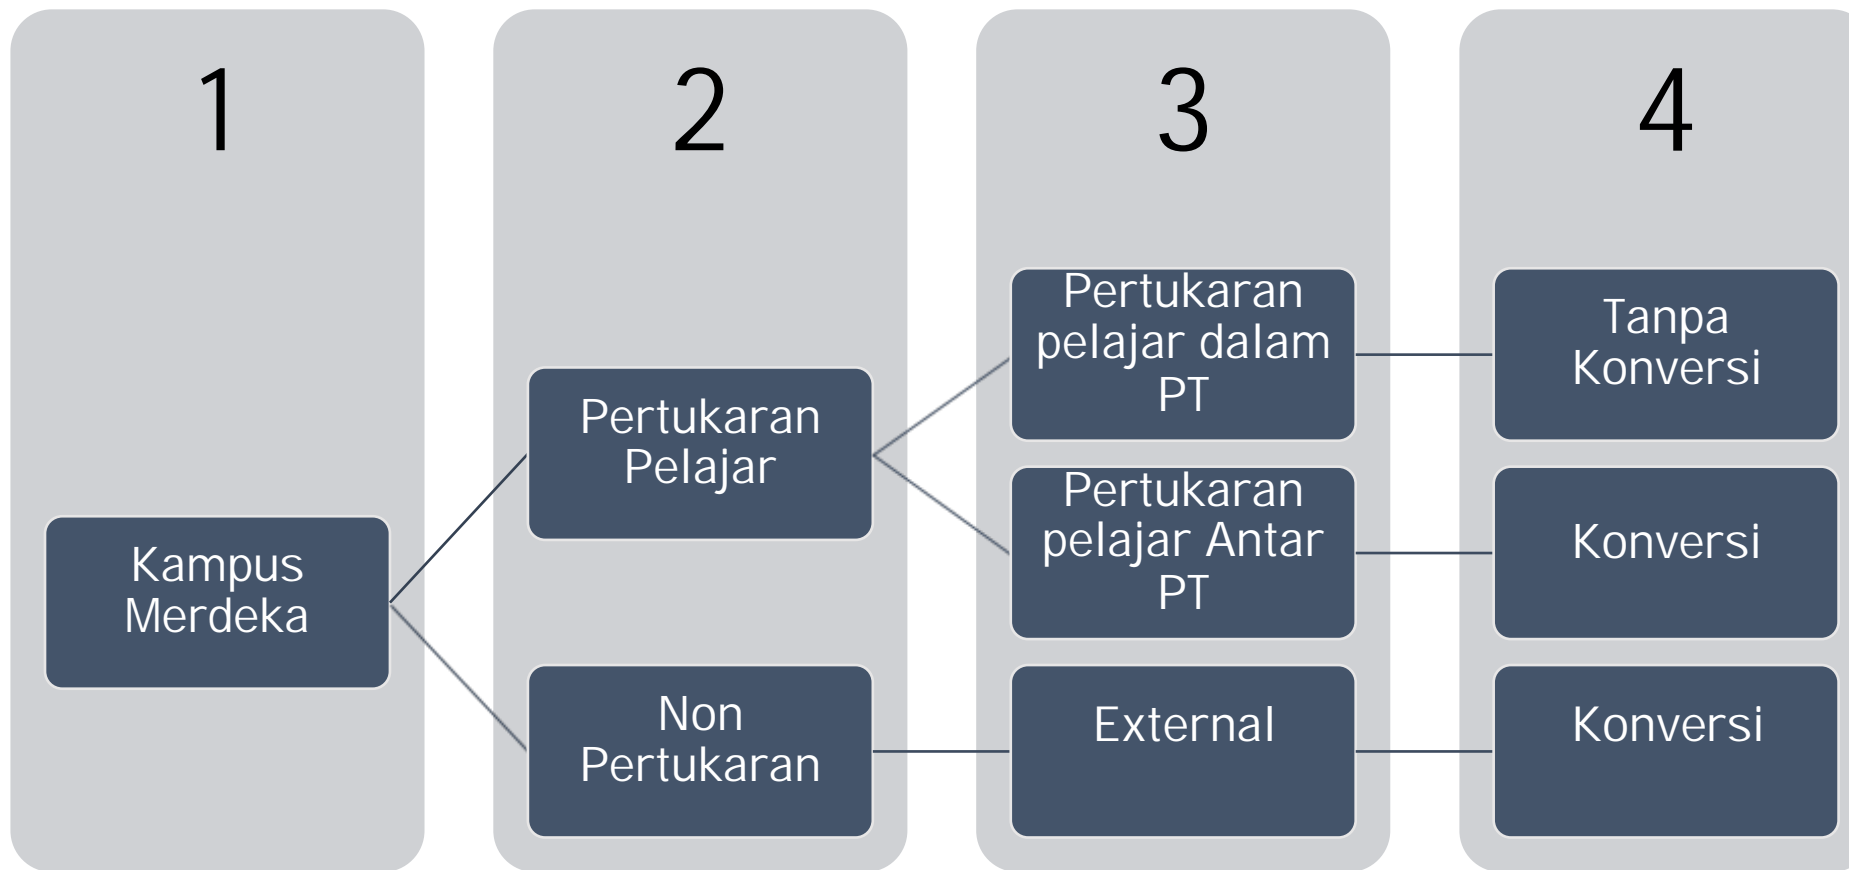 1
2
3
4
Kampus
Merdeka
Pertukaran
Pelajar
Non
Pertukaran
Pertukaran
pelajar dalam
PT
Pertukaran
pelajar Antar
PT
External
Tanpa
Konversi
Konversi
Konversi